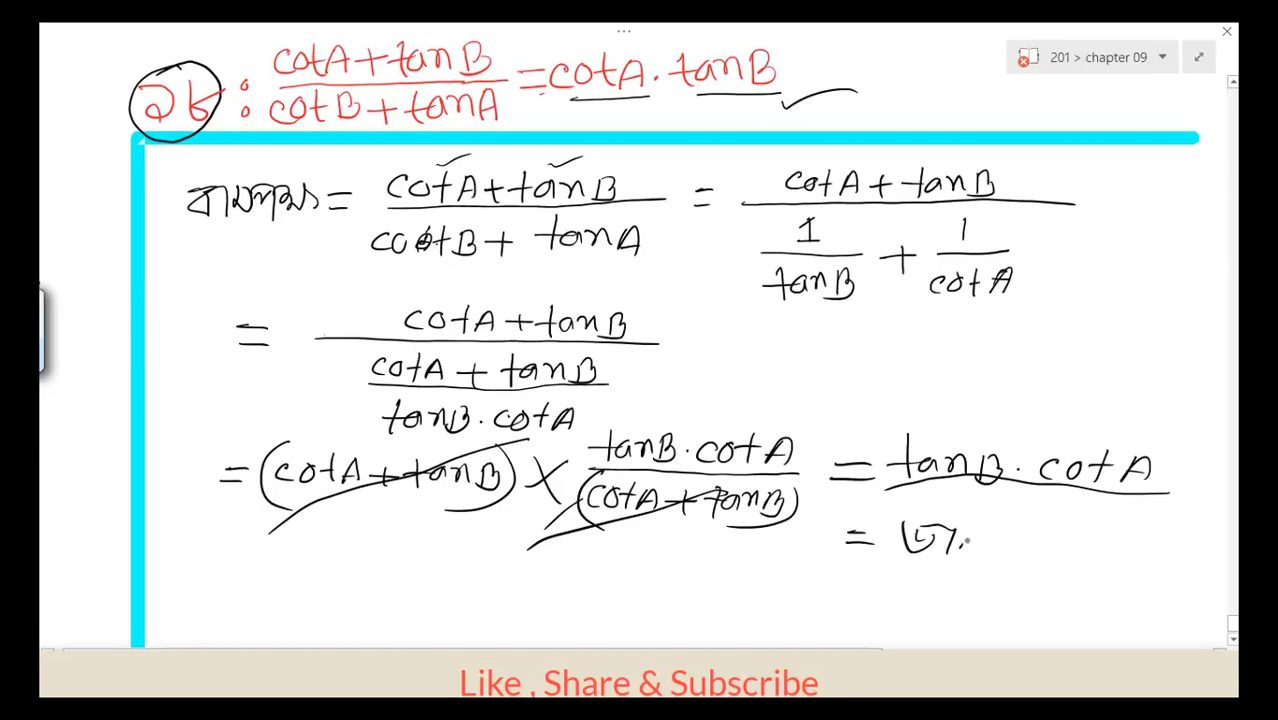 201 > chapter 09
১৮ : (cotA + tanB)/(cotB + tanA) = cotA · tanB
বামপক্ষ = (cotA + tanB)/(cotB + tanA) = (cotA + tanB)/(1/tanB + 1/cotA)
= (cotA + tanB)/((cotA + tanB)/(tanB · cotA))
= (cotA + tanB) × (tanB · cotA)/(cotA + tanB) = tanB · cotA
=
Like , Share & Subscribe